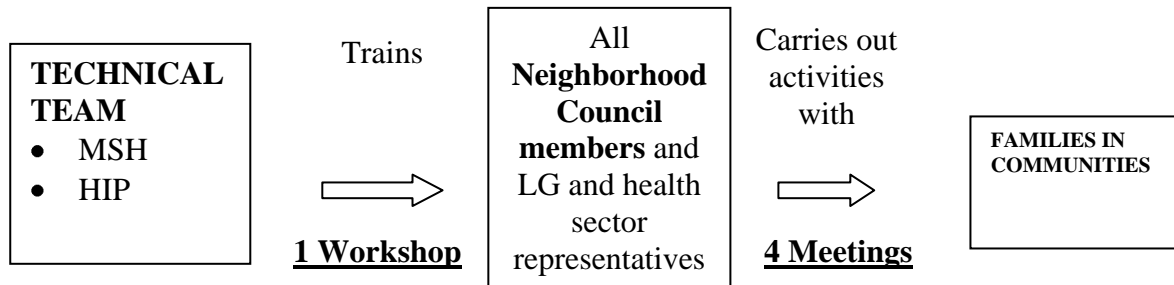 TECHNICAL
TEAM
• MSH
• HIP
Trains
1 Workshop
All
Neighborhood
Council
members and
LG and health
sector
representatives
Carries out
activities
with
4 Meetings
FAMILIES IN
COMMUNITIES